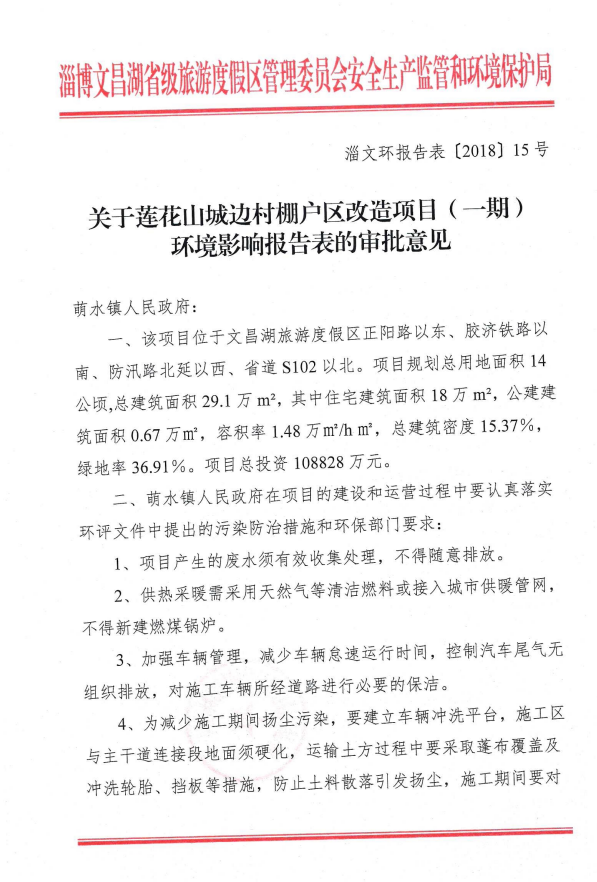 淄博文昌湖省级旅游度假区管理委员会安全生产监管和环境保护局
淄文环报告表〔2018〕15号
关于莲花山城边村棚户区改造项目（一期）
环境影响报告表的审批意见
萌水镇人民政府：
一、该项目位于文昌湖旅游度假区正阳路以东、胶济铁路以
南、防汛路北延以西、省道S102以北。项目规划总用地面积14
公顷,总建筑面积29.1万m²，其中住宅建筑面积18万m²，公建建
筑面积0.67万㎡，容积率1.48万㎡/h㎡，总建筑密度15.37%，
绿地率36.91%。项目总投资108828万元。
二、萌水镇人民政府在项目的建设和运营过程中要认真落实
环评文件中提出的污染防治措施和环保部门要求：
1、项目产生的废水须有效收集处理，不得随意排放。
2、供热采暖需采用天然气等清洁燃料或接入城市供暖管网，
不得新建燃煤锅炉。
3、加强车辆管理，减少车辆怠速运行时间，控制汽车尾气无
组织排放，对施工车辆所经道路进行必要的保洁。
4、为减少施工期间扬尘污染，要建立车辆冲洗平台，施工区
与主干道连接段地面须硬化，运输土方过程中要采取蓬布覆盖及
冲洗轮胎、挡板等措施，防止土料散落引发扬尘，施工期间要对